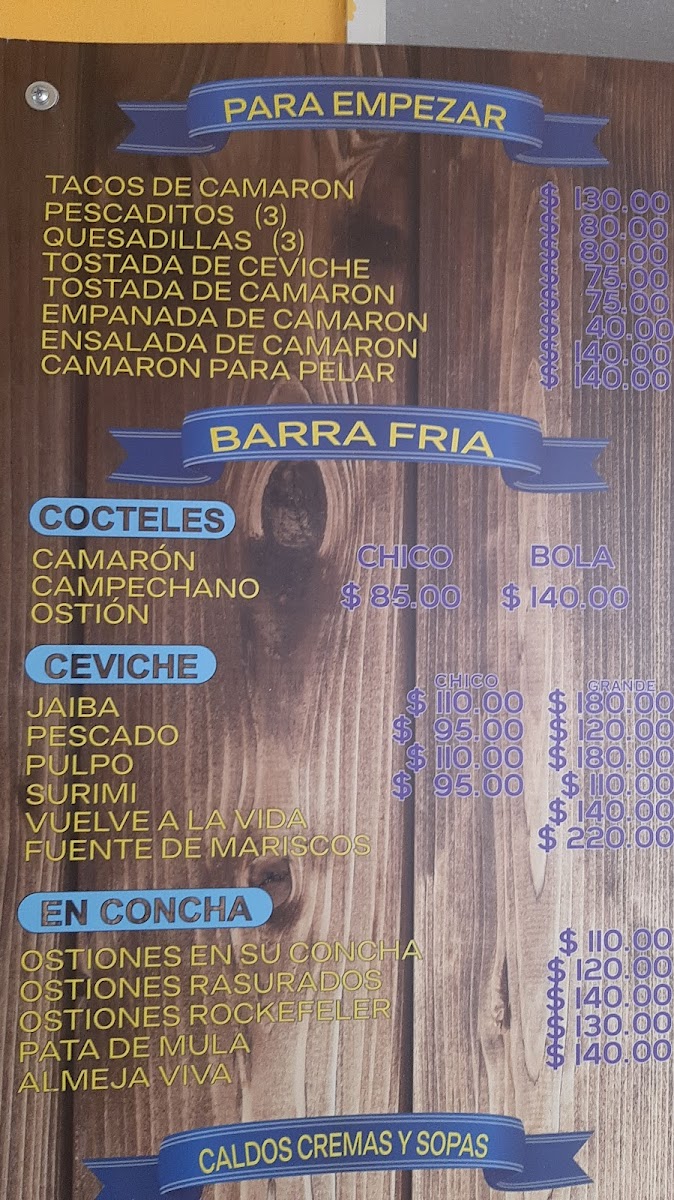 PARA EMPEZAR
TACOS DE CAMARON $ 130.00
PESCADITOS (3) $ 80.00
QUESADILLAS (3) $ 80.00
TOSTADA DE CEVICHE $ 75.00
TOSTADA DE CAMARON $ 75.00
EMPANADA DE CAMARON $ 40.00
ENSALADA DE CAMARON $ 140.00
CAMARON PARA PELAR $ 140.00
BARRA FRIA
COCTELES
CHICO BOLA
CAMARÓN
CAMPECHANO $ 85.00 $ 140.00
OSTIÓN
CEVICHE
CHICO GRANDE
JAIBA $ 110.00 $ 180.00
PESCADO $ 95.00 $ 120.00
PULPO $ 110.00 $ 180.00
SURIMI $ 95.00 $ 110.00
VUELVE A LA VIDA $ 140.00
FUENTE DE MARISCOS $ 220.00
EN CONCHA
OSTIONES EN SU CONCHA $ 110.00
OSTIONES RASURADOS $ 120.00
OSTIONES ROCKEFELER $ 140.00
PATA DE MULA $ 130.00
ALMEJA VIVA $ 140.00
CALDOS CREMAS Y SOPAS